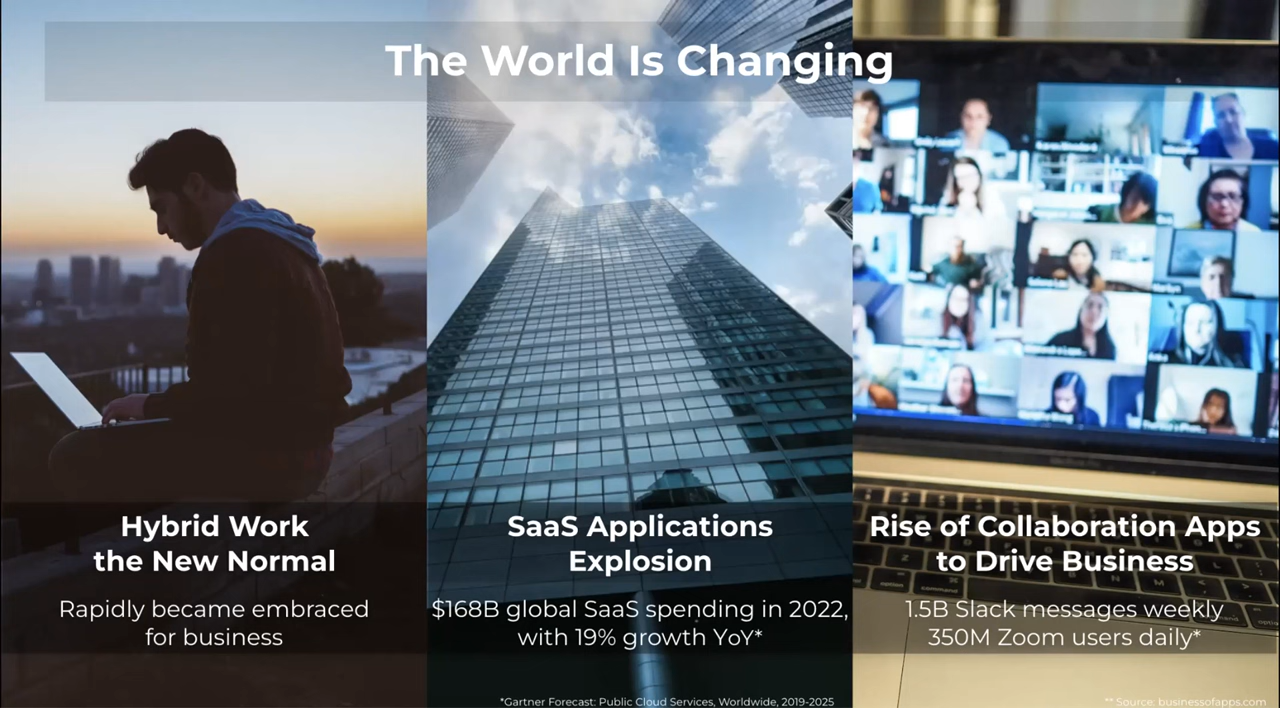 The World Is Changing
Hybrid Work
the New Normal
Rapidly became embraced
for business
SaaS Applications
Explosion
$168B global SaaS spending in 2022,
with 19% growth YoY*
*Gartner Forecast: Public Cloud Services, Worldwide, 2019-2025
Rise of Collaboration Apps
to Drive Business
1.5B Slack messages weekly
350M Zoom users daily*
** Source: businessofapps.com